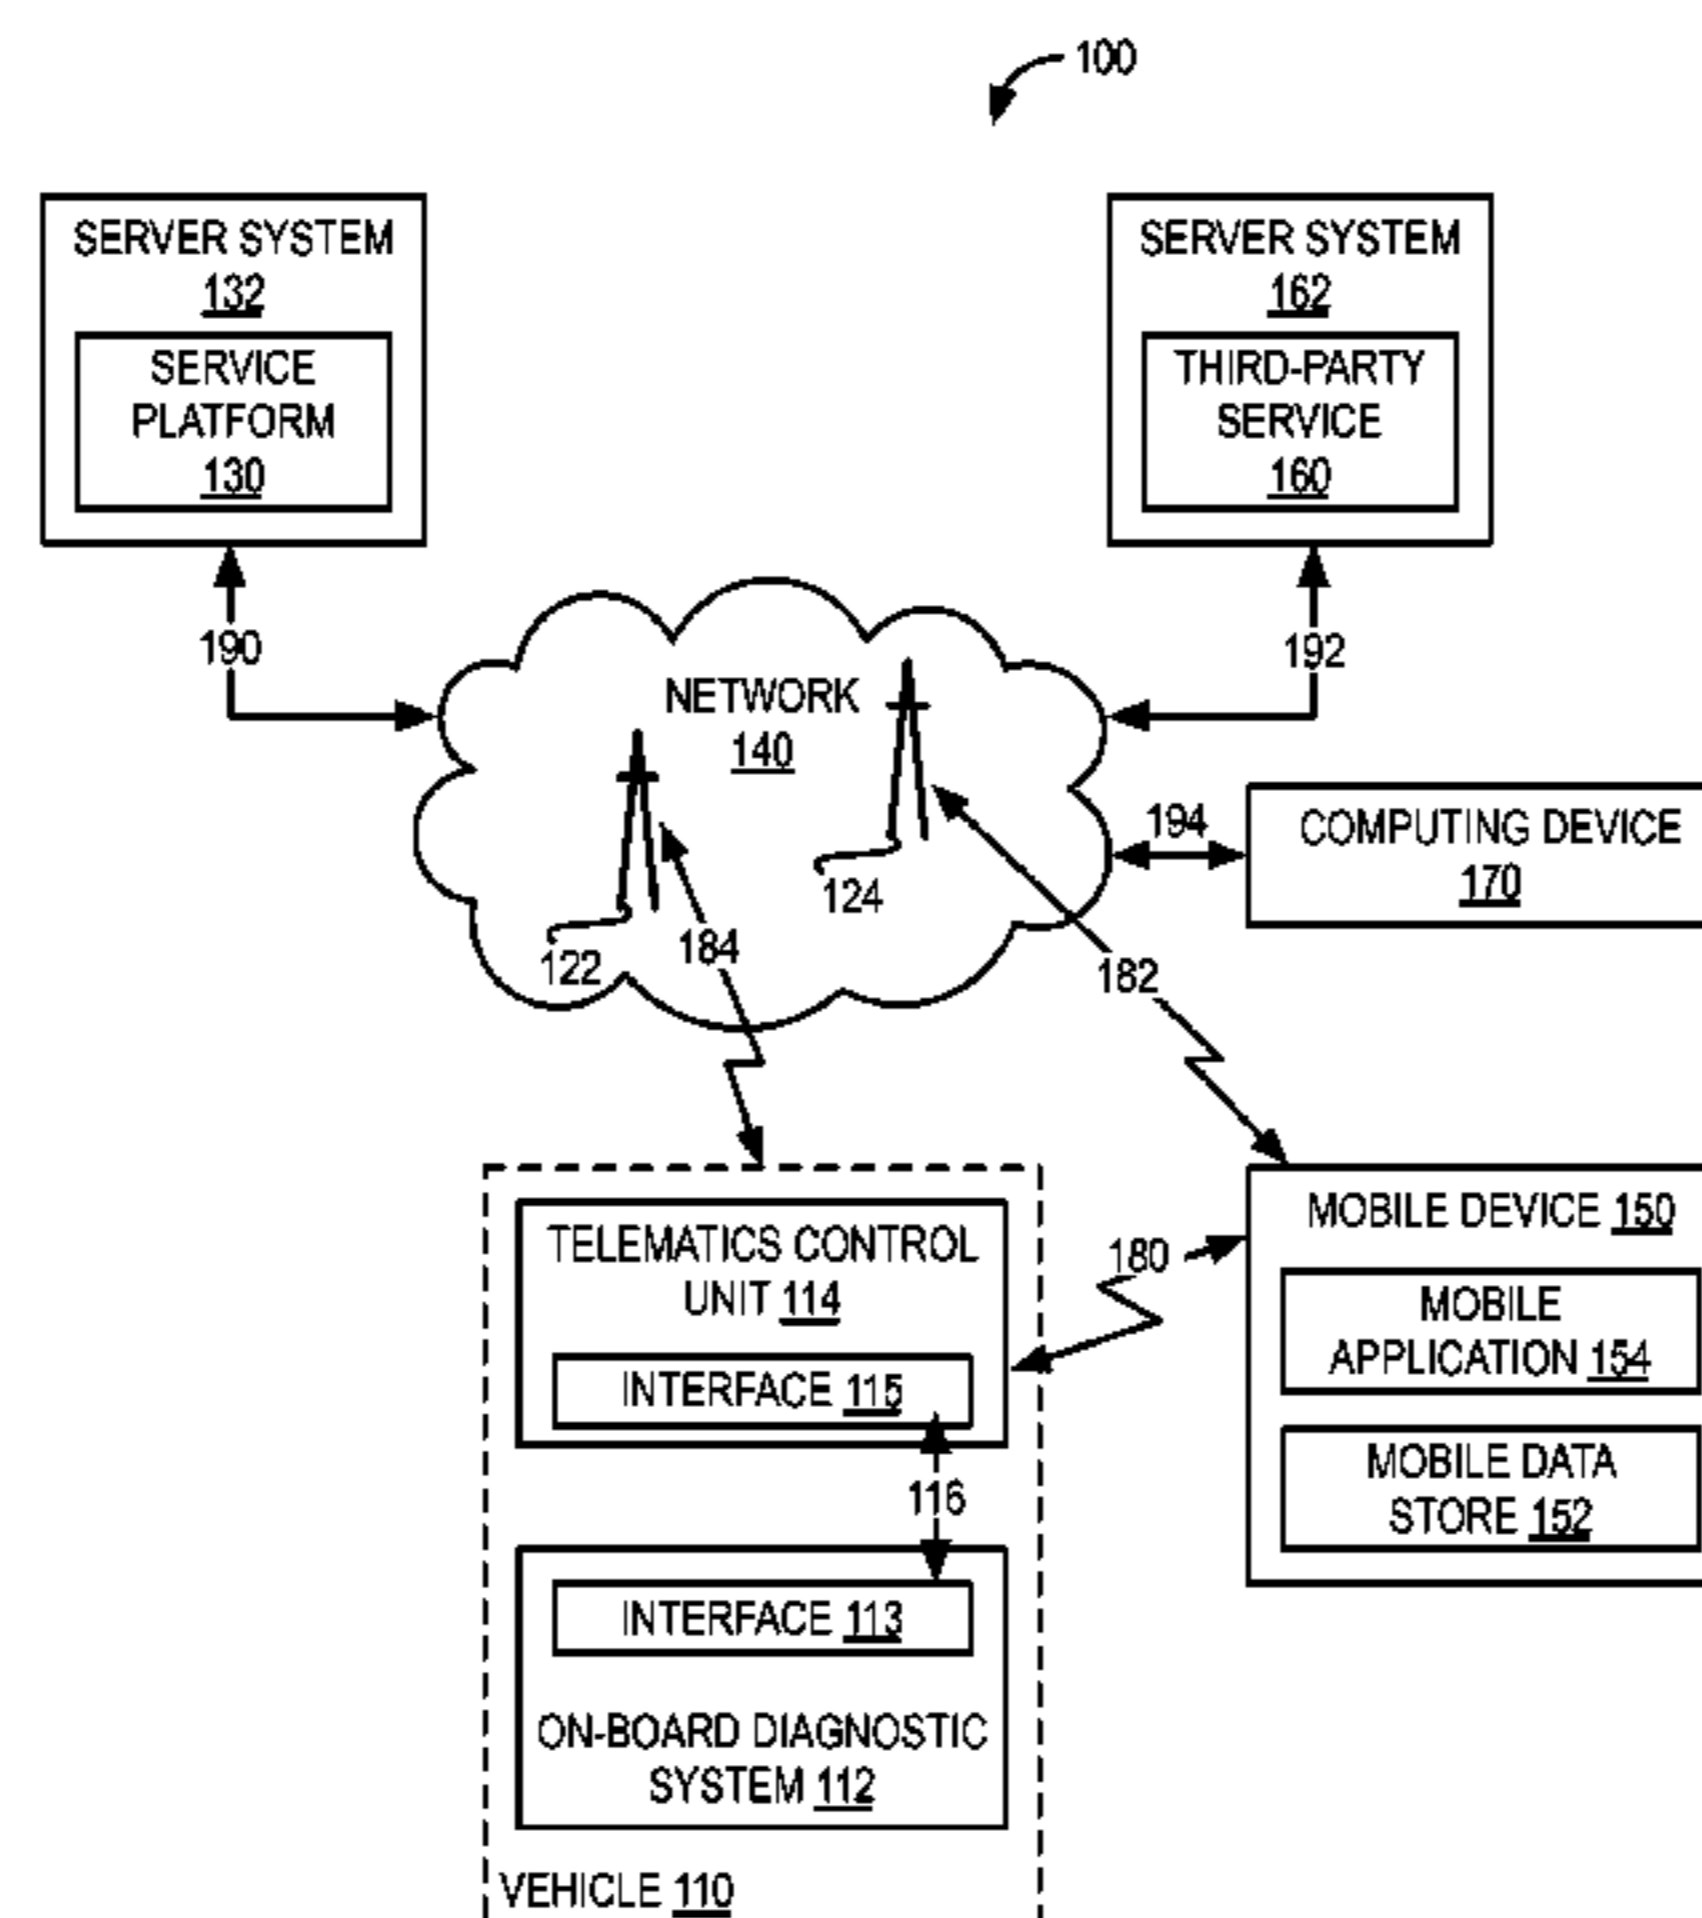 100
SERVER SYSTEM
132
SERVICE
PLATFORM
130
SERVER SYSTEM
162
THIRD-PARTY
SERVICE
160
190
192
NETWORK
140
194
COMPUTING DEVICE
170
124
122
184
182
TELEMATICS CONTROL
UNIT 114
INTERFACE 115
180
MOBILE DEVICE 150
MOBILE
APPLICATION 154
MOBILE DATA
STORE 152
116
INTERFACE 113
ON-BOARD DIAGNOSTIC
SYSTEM 112
VEHICLE 110